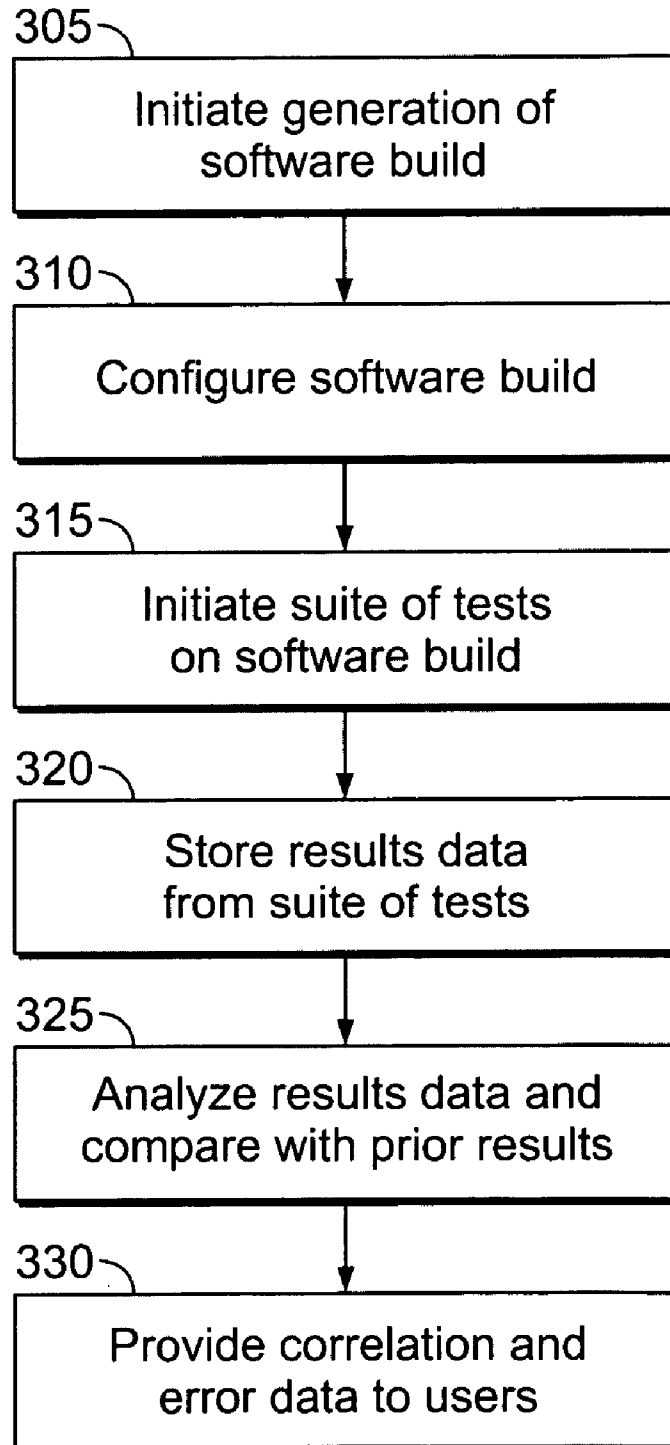 305
Initiate generation of
software build
310
Configure software build
315
Initiate suite of tests
on software build
320
Store results data
from suite of tests
325
Analyze results data and
compare with prior results
330
Provide correlation and
error data to users